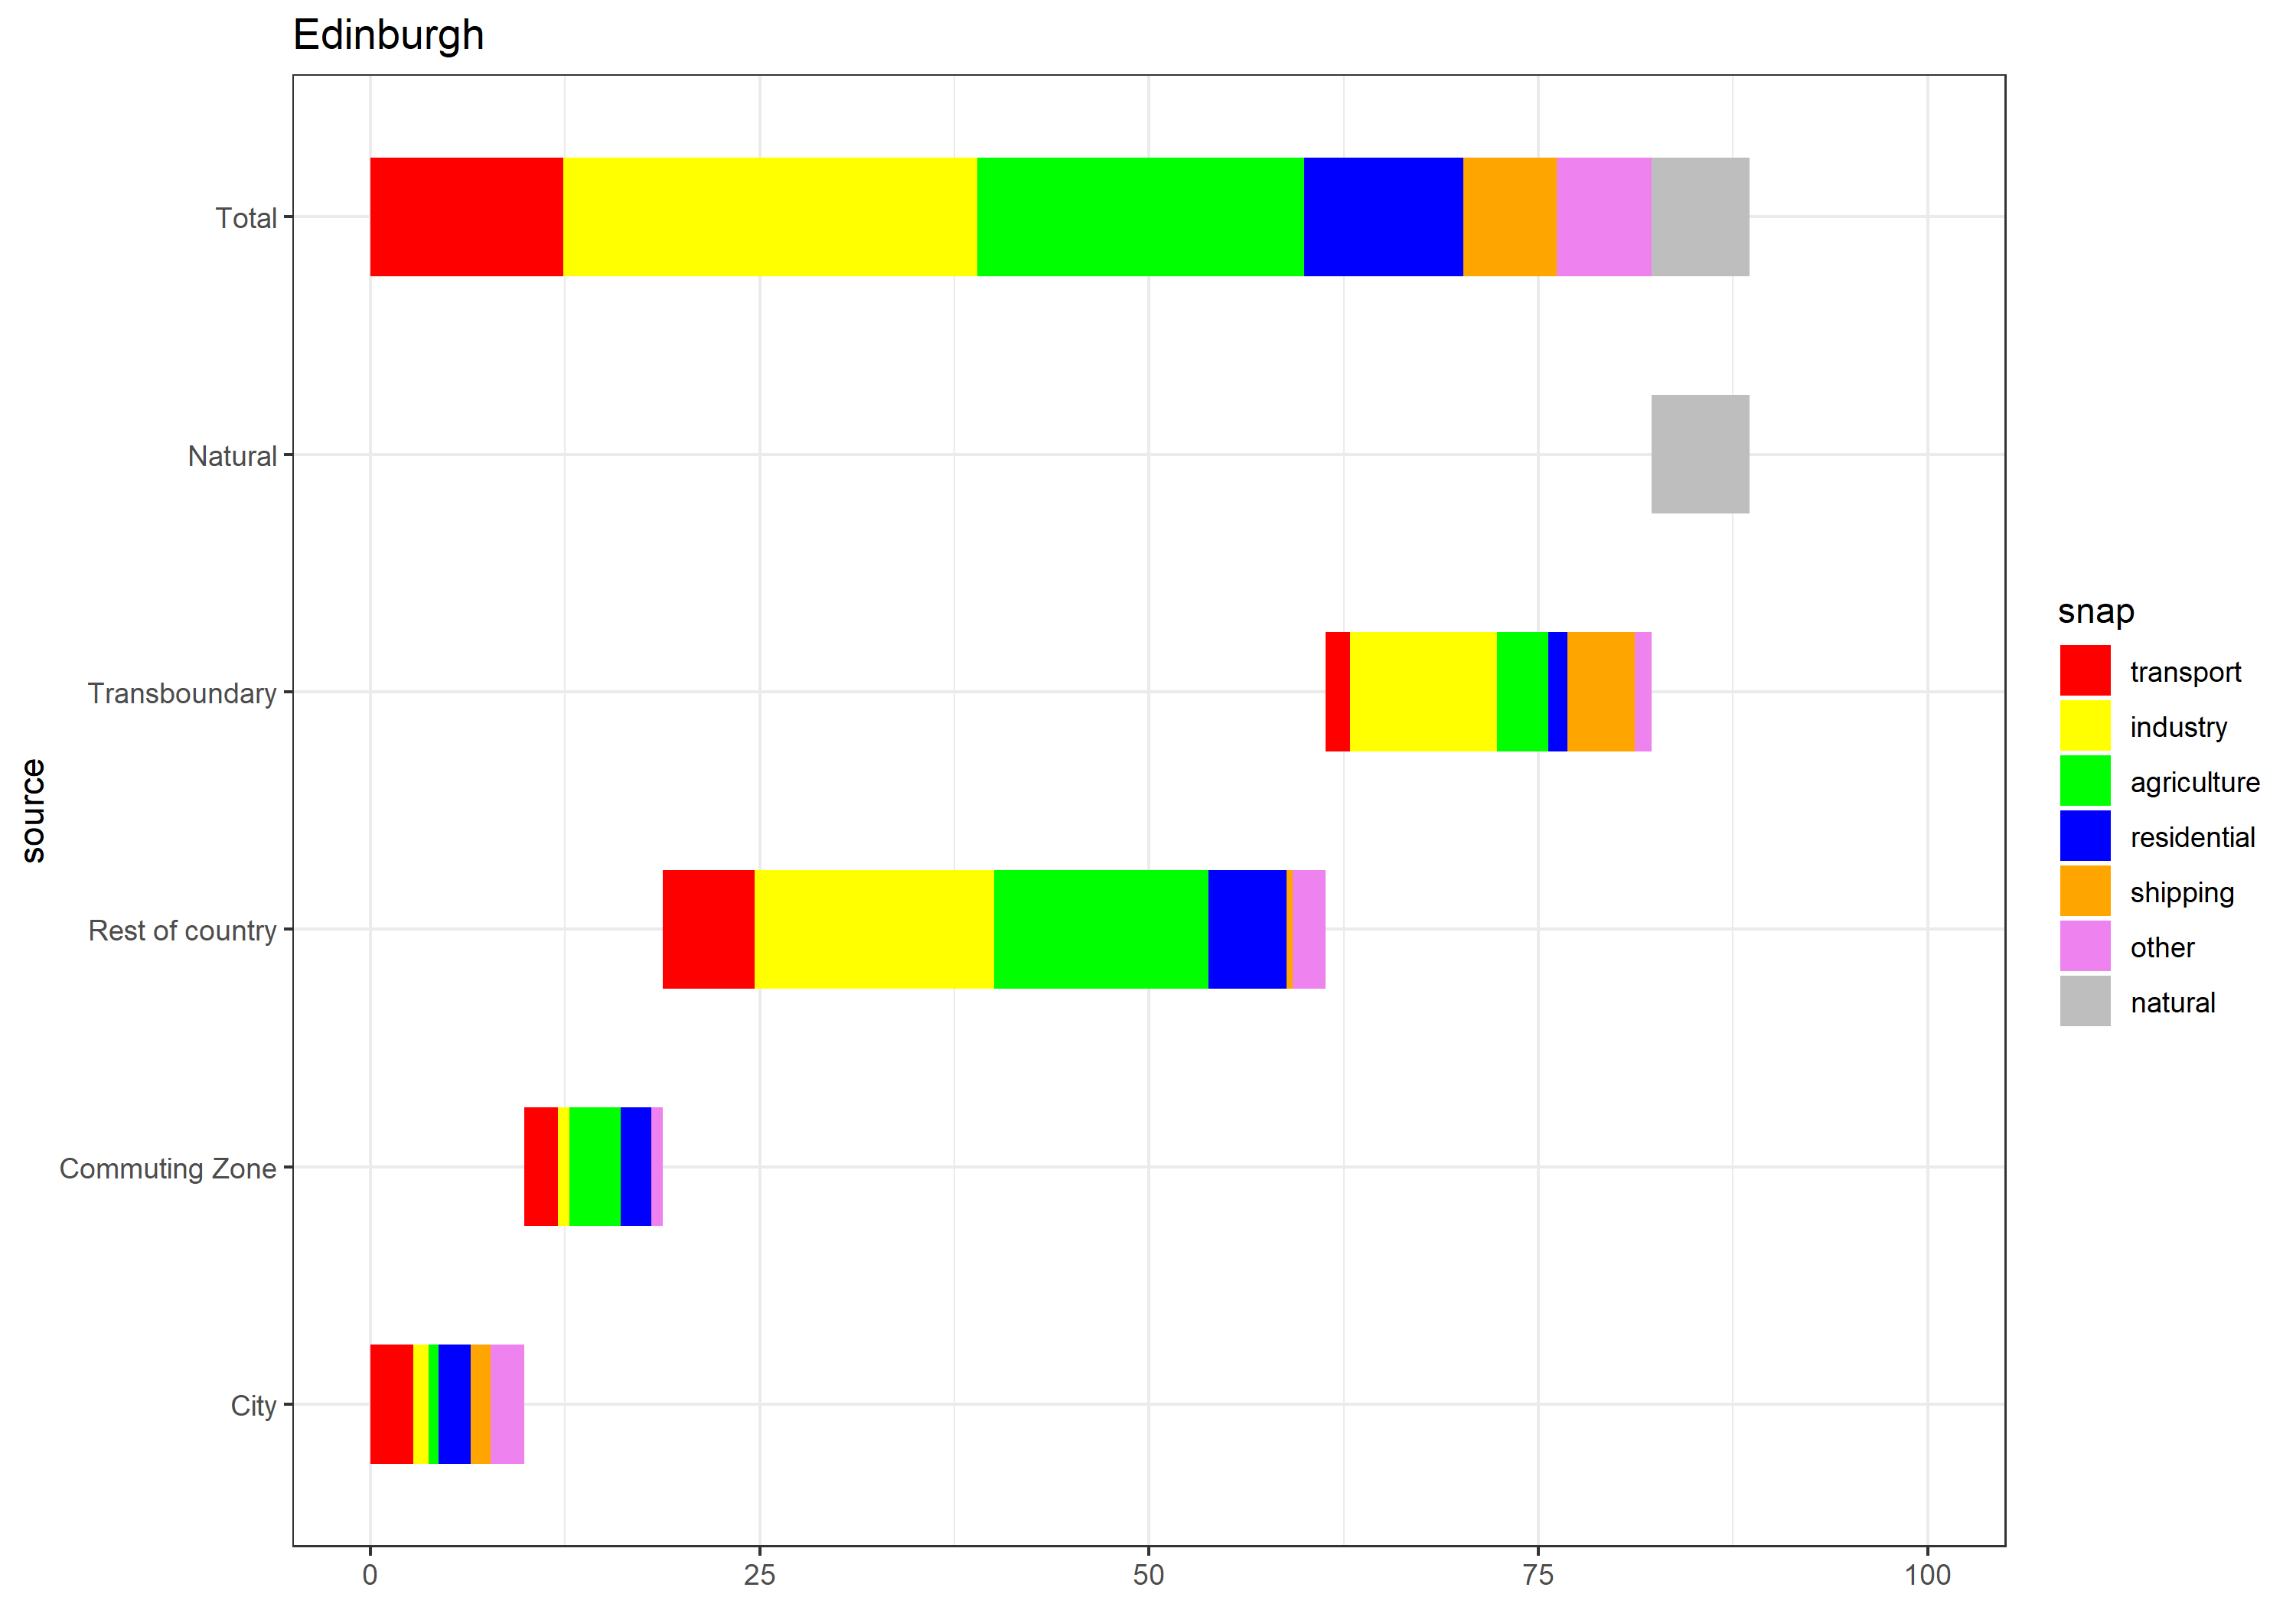 Edinburgh
Total
Natural
Transboundary
Rest of country
Commuting Zone
City
source
0 25 50 75 100
snap
transport
industry
agriculture
residential
shipping
other
natural